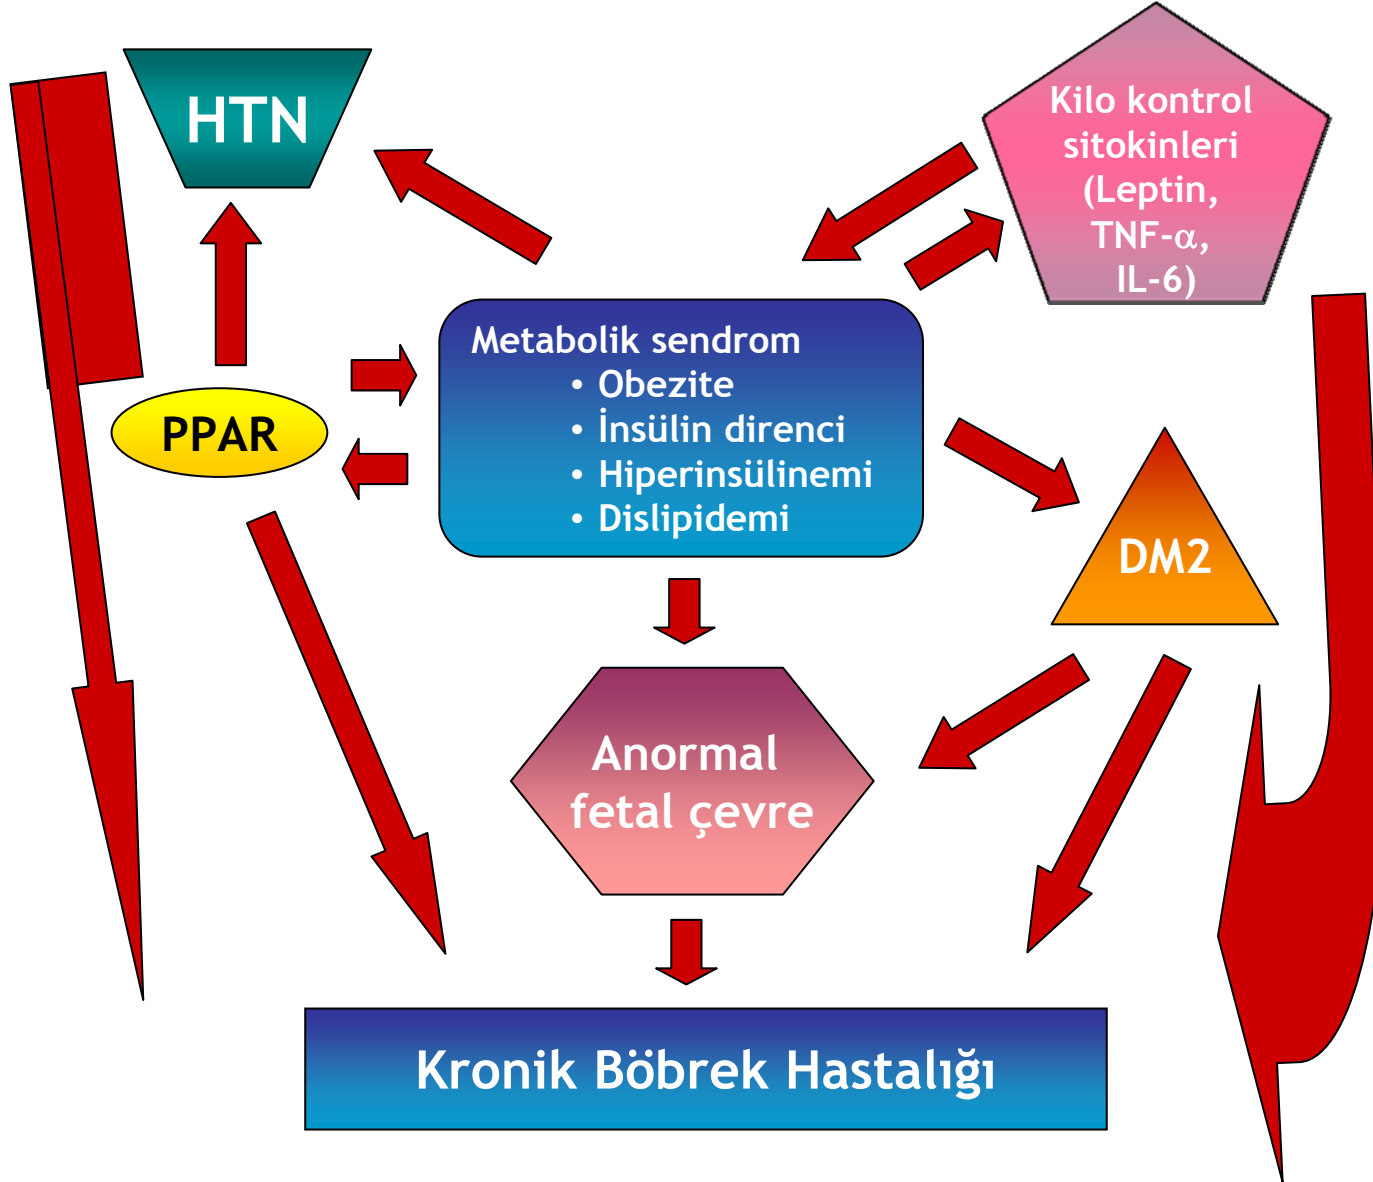 HTN
Kilo kontrol
sitokinleri
(Leptin,
TNF-α,
IL-6)
Metabolik sendrom
• Obezite
• İnsülin direnci
• Hiperinsülinemi
• Dislipidemi
PPAR
DM2
Anormal
fetal çevre
Kronik Böbrek Hastalığı